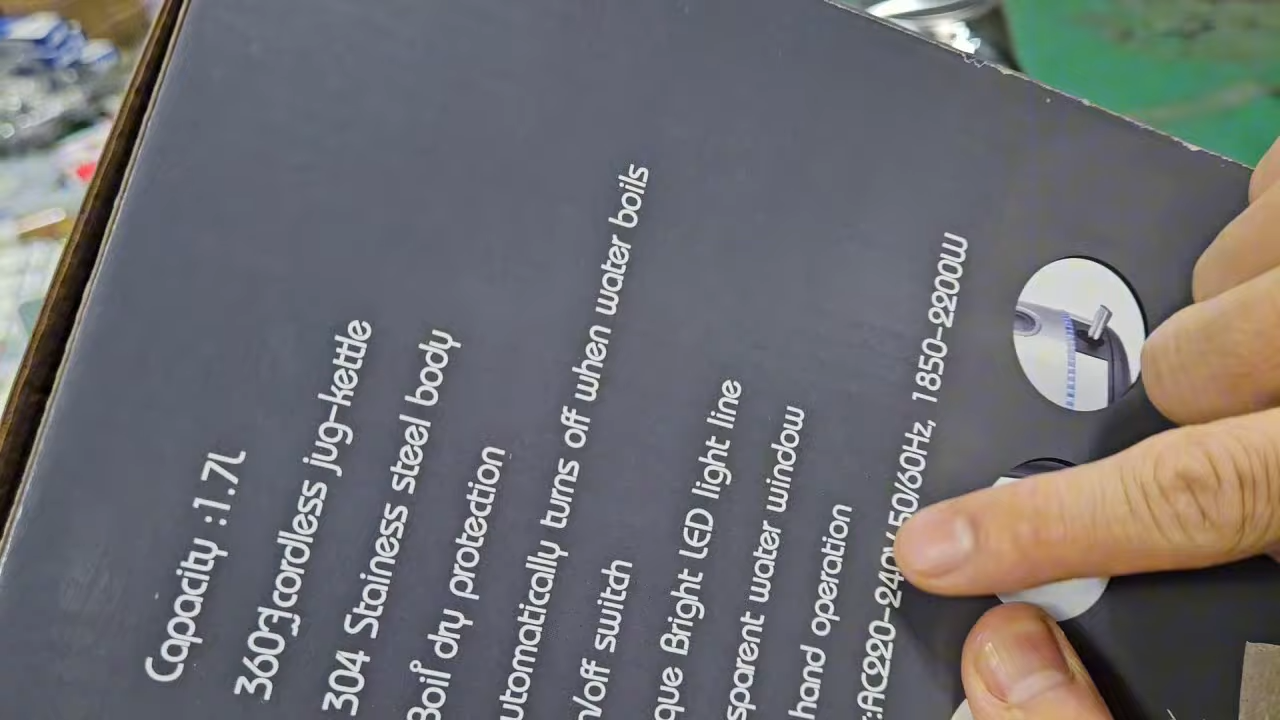 Capacity :1.7L
360°cordless jug-kettle
304 Stainess steel body
Boil dry protection
utomatically turns off when water boils
n/off switch
que Bright LED light line
sparent water window
hand operation
r:AC220-240V,50/60Hz, 1850-2200W